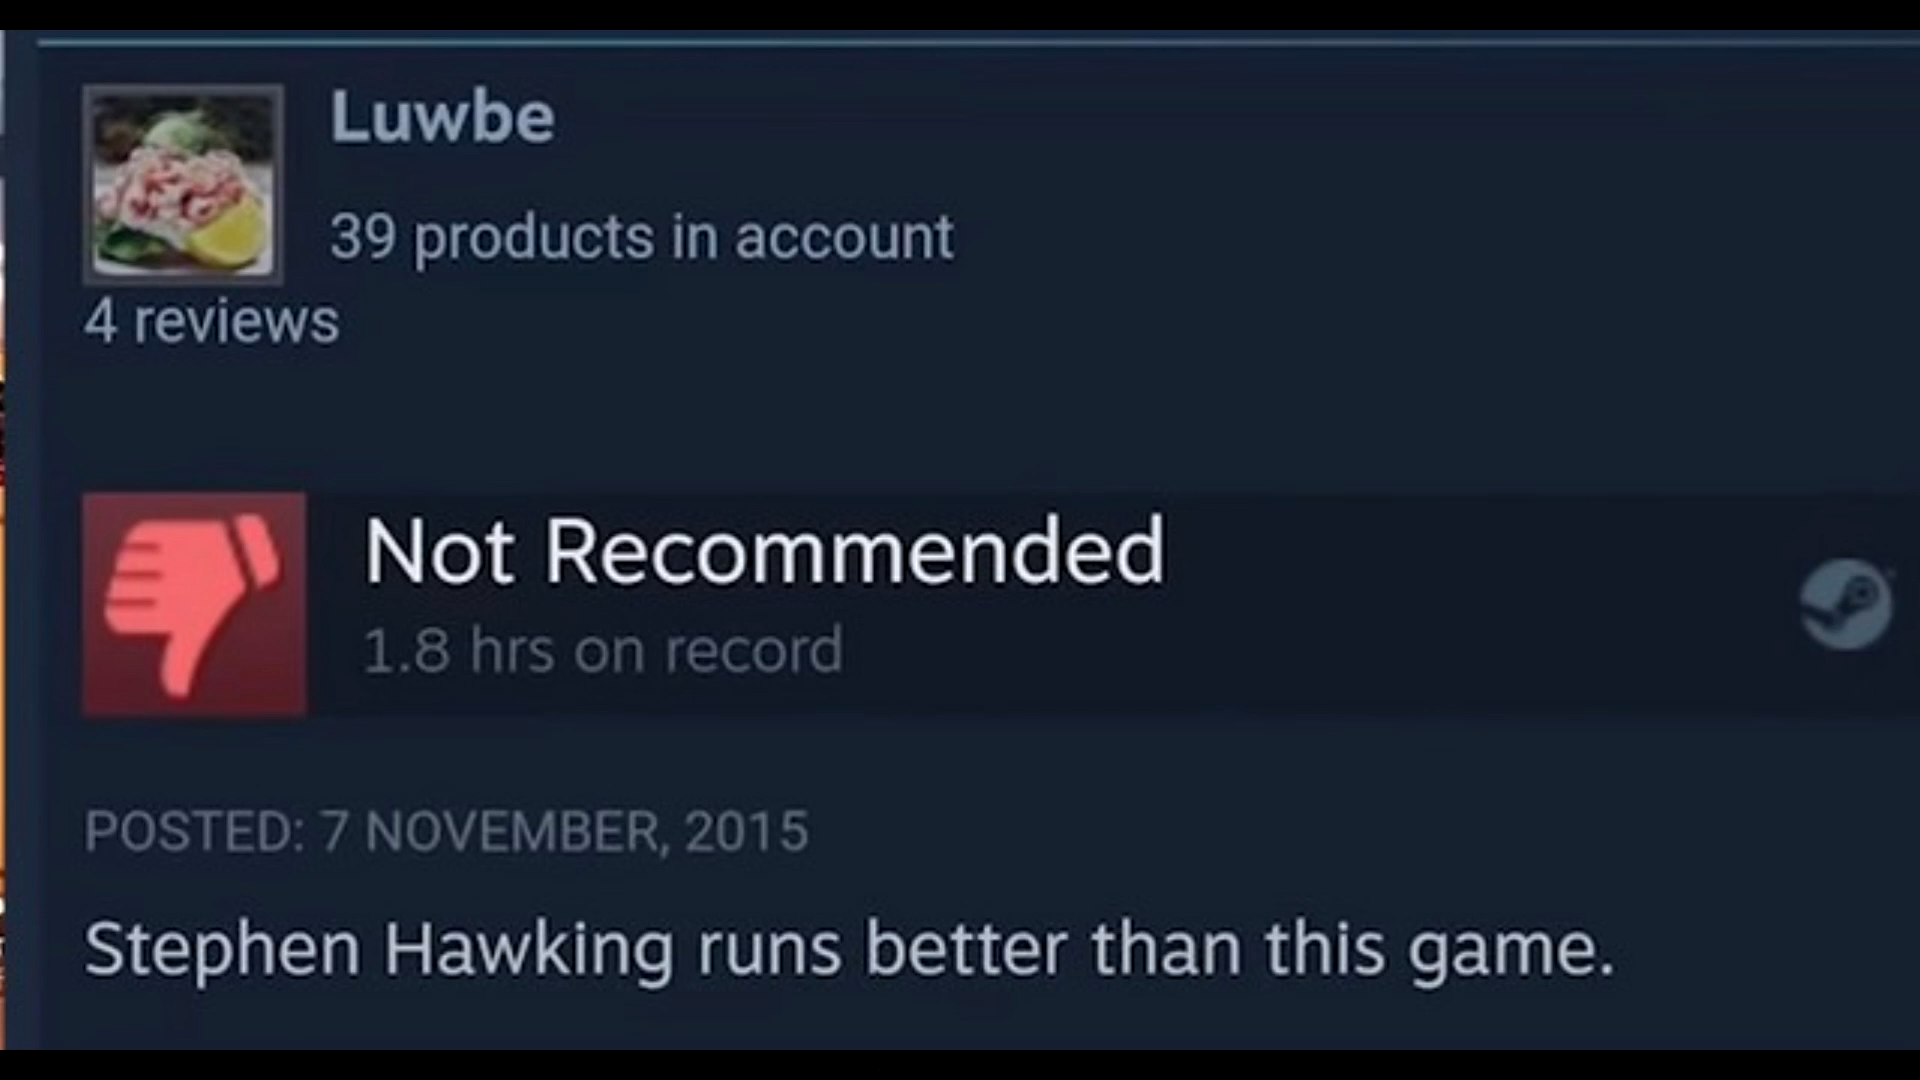 Luwbe
39 products in account
4 reviews
Not Recommended
1.8 hrs on record
POSTED: 7 NOVEMBER, 2015
Stephen Hawking runs better than this game.